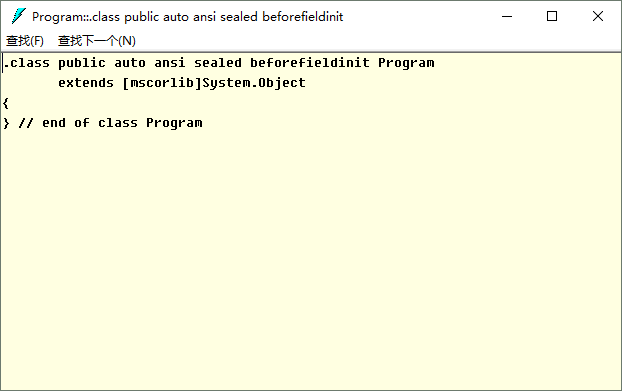 Program::.class public auto ansi sealed beforefieldinit
查找(F) 查找下一个(N)
.class public auto ansi sealed beforefieldinit Program
       extends [mscorlib]System.Object
{
} // end of class Program